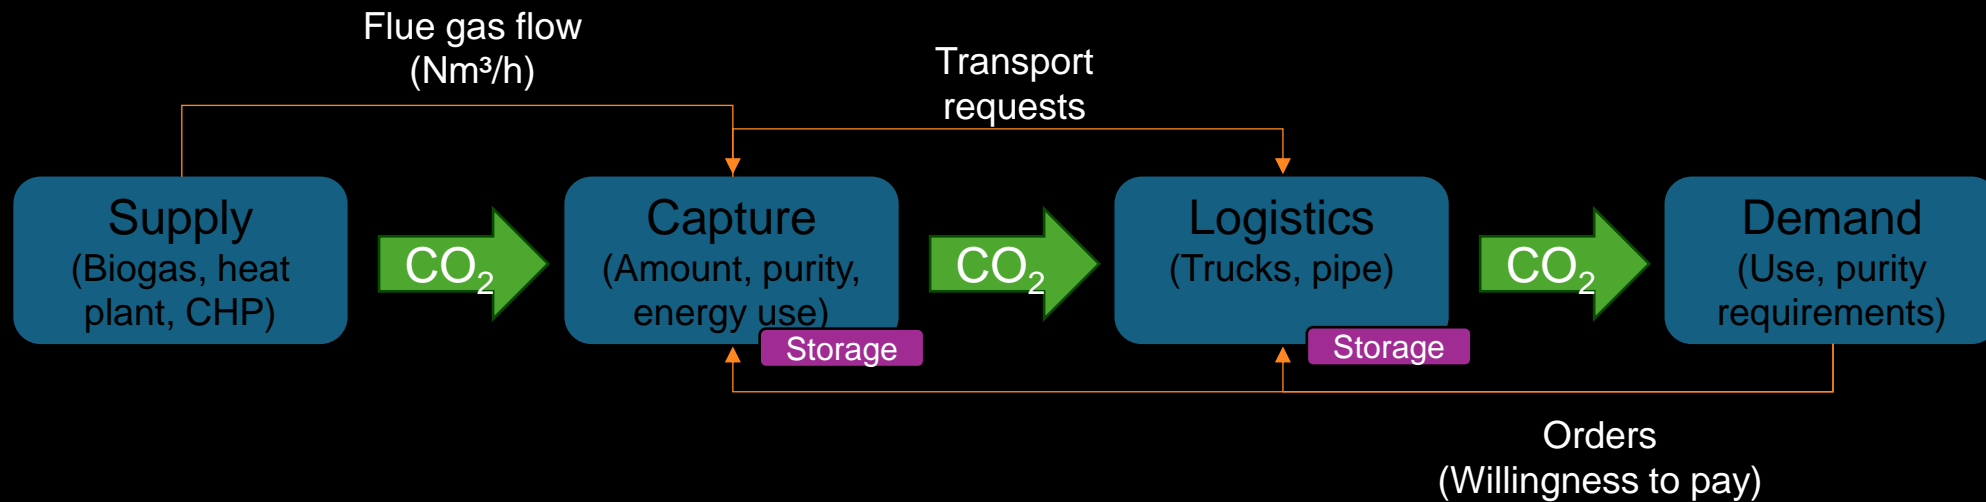 Flue gas flow
(Nm³/h)
Transport
requests
Supply
(Biogas, heat
plant, CHP)
CO₂
Capture
(Amount, purity,
energy use)
Storage
CO₂
Logistics
(Trucks, pipe)
Storage
CO₂
Demand
(Use, purity
requirements)
Orders
(Willingness to pay)